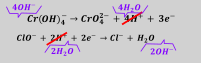 4OH⁻ 4H₂O
Cr(OH)₄⁻ → CrO₄²⁻ + 4H⁺ + 3e⁻
ClO⁻ + 2H⁺ + 2e⁻ → Cl⁻ + H₂O
2H₂O 2OH⁻